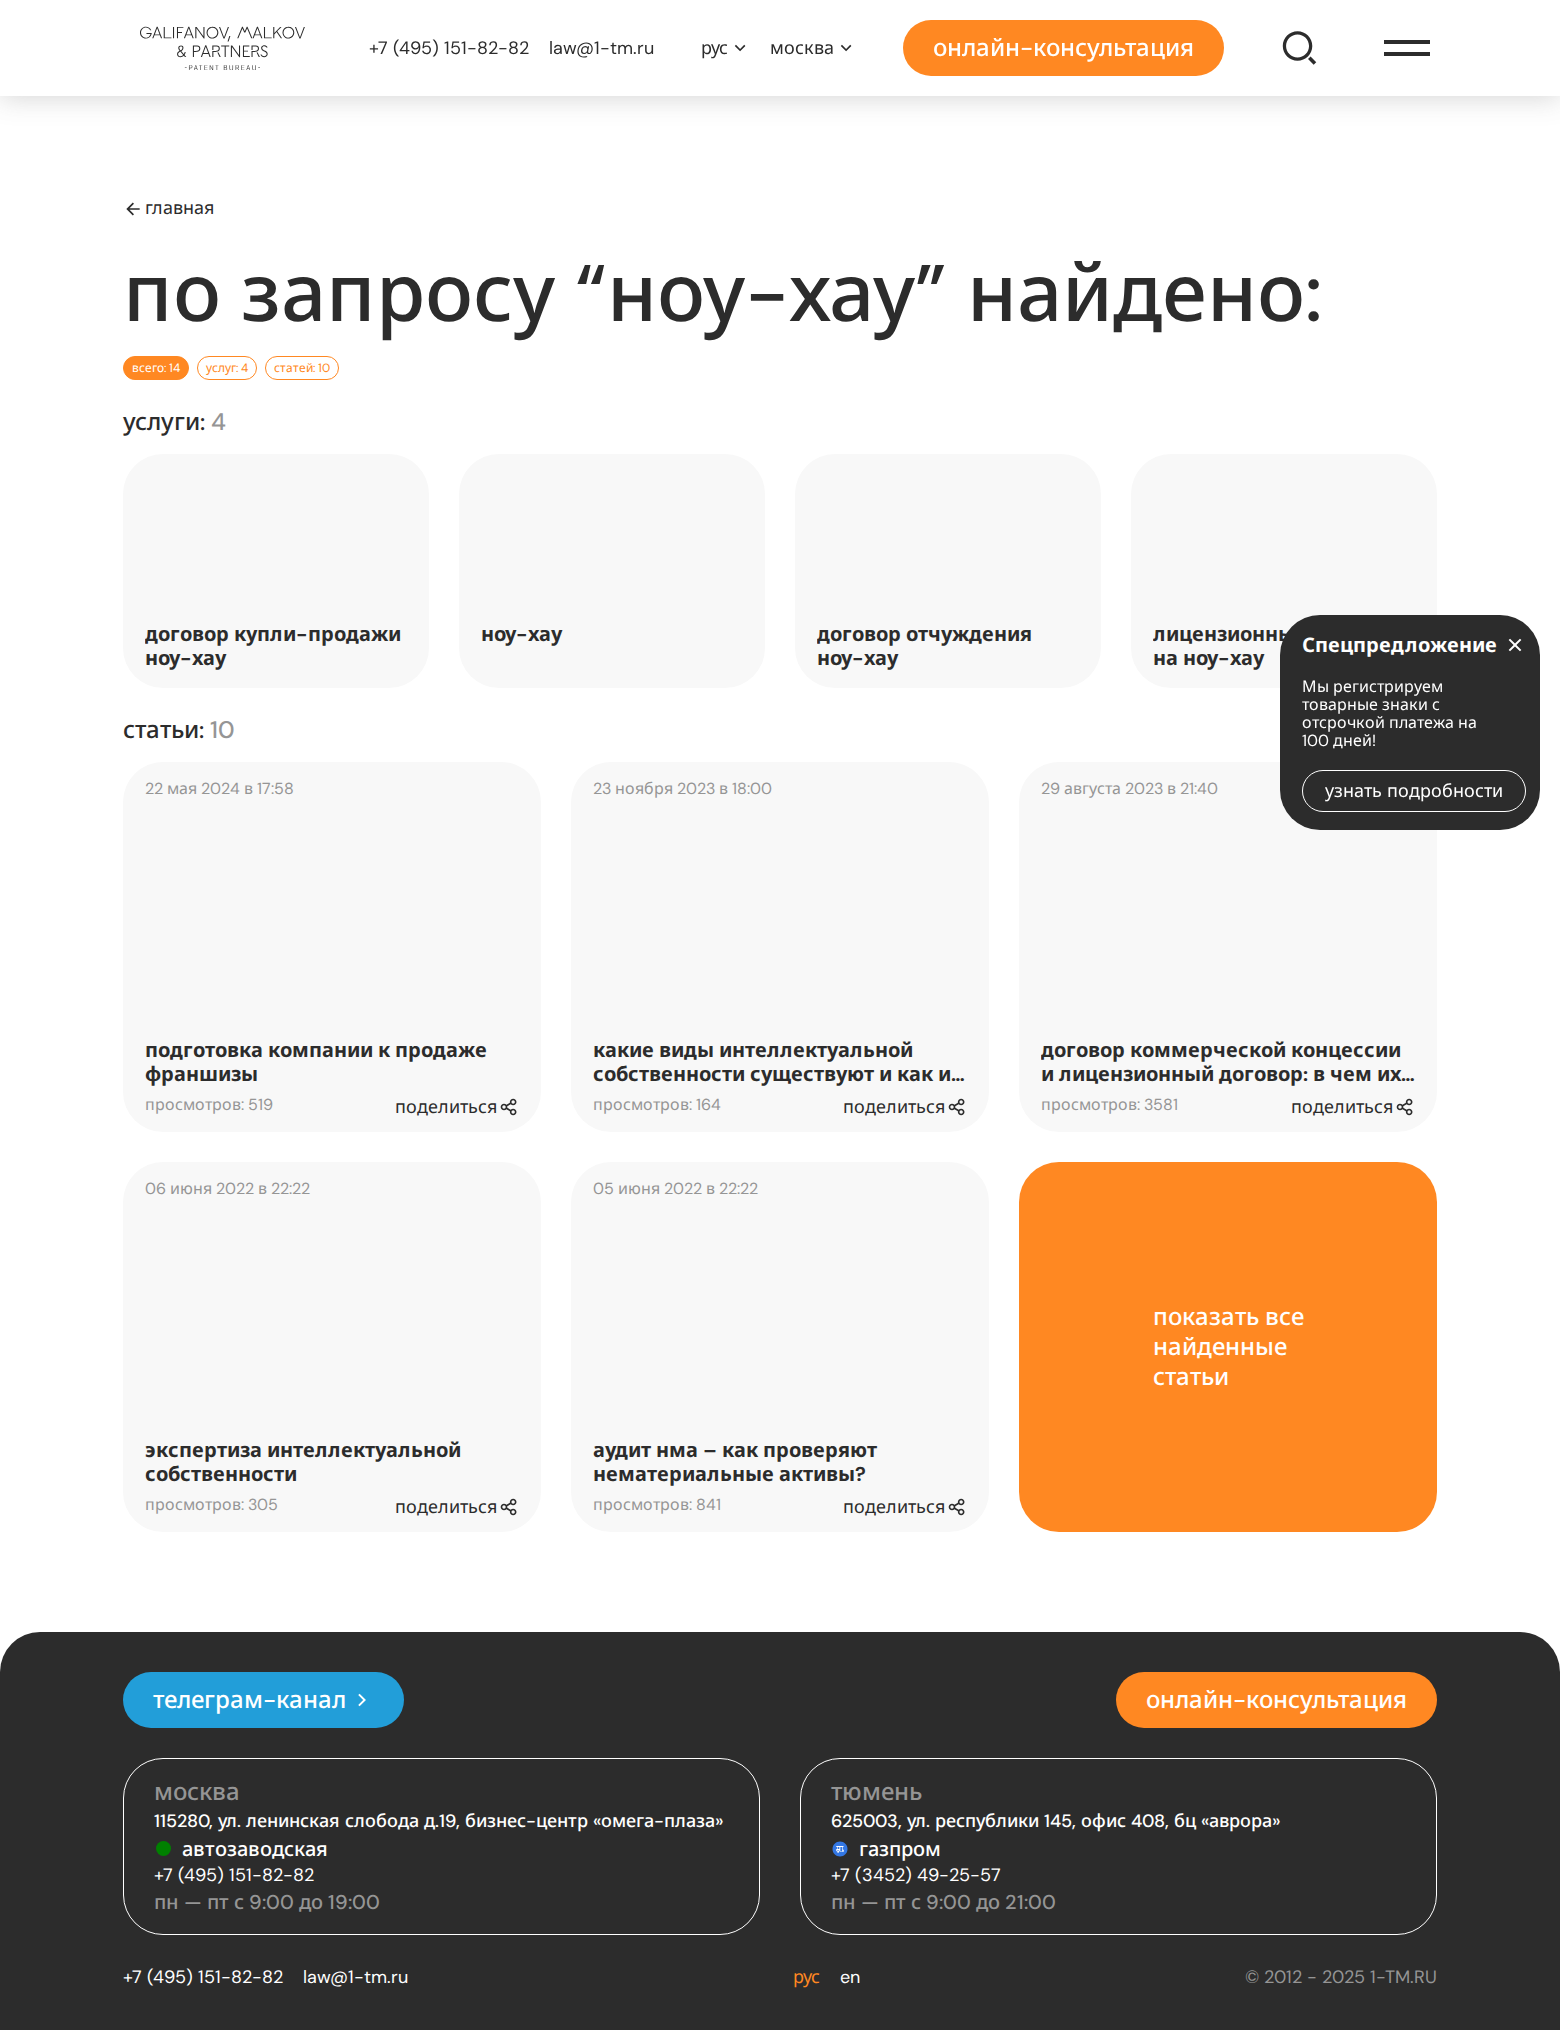 GALIFANOV, MALKOV
& PARTNERS
-PATENT BUREAU-
+7 (495) 151-82-82 law@1-tm.ru рус москва онлайн-консультация
главная
по запросу “ноу-хау” найдено:
всего: 14 услуг: 4 статей: 10
услуги: 4
договор купли-продажи
ноу-хау
ноу-хау
договор отчуждения
ноу-хау
на ноу-хау
Спецпредложение
Мы регистрируем
товарные знаки с
отсрочкой платежа на
100 дней!
узнать подробности
статьи: 10
22 мая 2024 в 17:58
подготовка компании к продаже
франшизы
просмотров: 519 поделиться
23 ноября 2023 в 18:00
какие виды интеллектуальной
собственности существуют и как и...
просмотров: 164 поделиться
29 августа 2023 в 21:40
договор коммерческой концессии
и лицензионный договор: в чем их...
просмотров: 3581 поделиться
06 июня 2022 в 22:22
экспертиза интеллектуальной
собственности
просмотров: 305 поделиться
05 июня 2022 в 22:22
аудит нма – как проверяют
нематериальные активы?
просмотров: 841 поделиться
показать все
найденные
статьи
телеграм-канал онлайн-консультация
москва
115280, ул. ленинская слобода д.19, бизнес-центр «омега-плаза»
автозаводская
+7 (495) 151-82-82
пн — пт с 9:00 до 19:00
тюмень
625003, ул. республики 145, офис 408, бц «аврора»
газпром
+7 (3452) 49-25-57
пн — пт с 9:00 до 21:00
+7 (495) 151-82-82 law@1-tm.ru рус en © 2012 - 2025 1-TM.RU